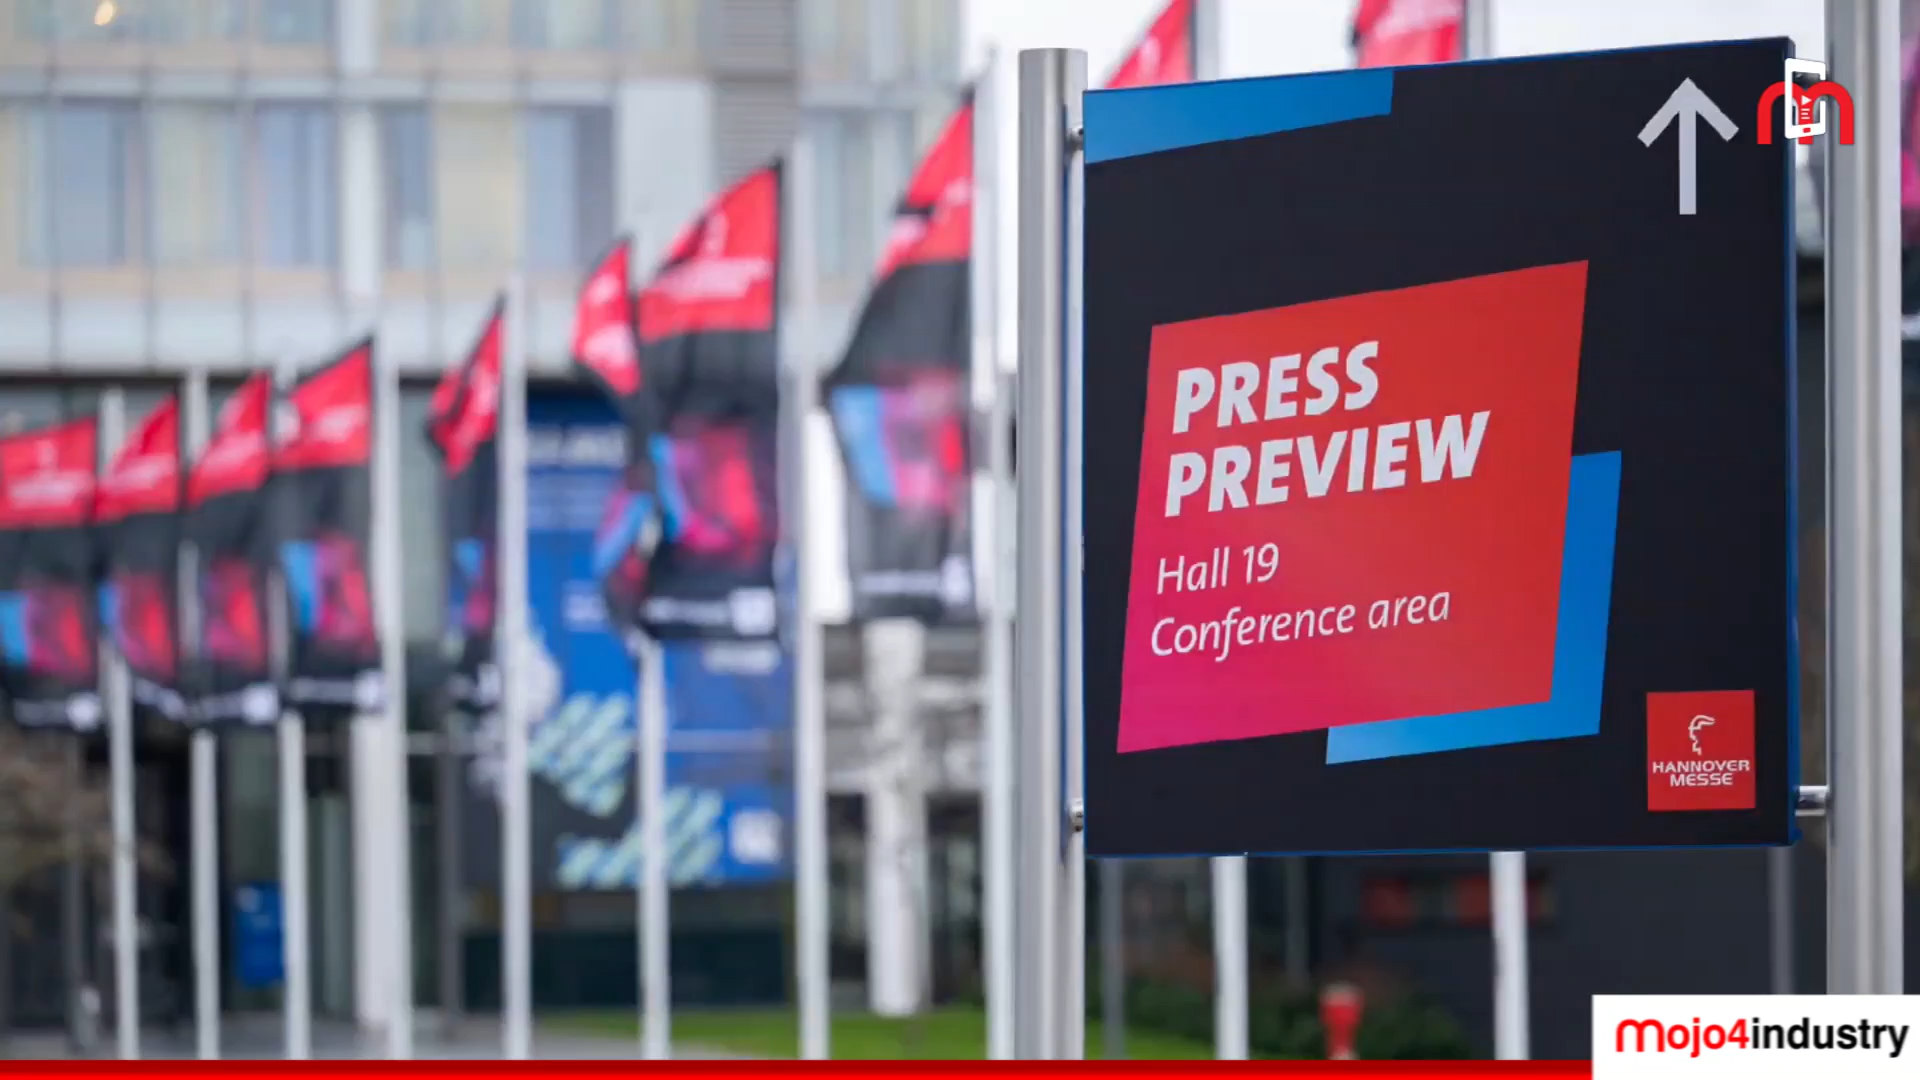 PRESS
PREVIEW
Hall 19
Conference area
HANNOVER
MESSE
mojo4industry